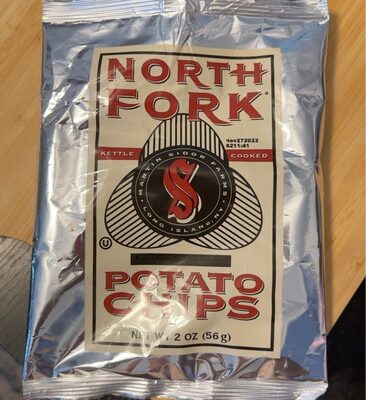 NORTH
FORK®
Nov272022
A211:41
KETTLE COOKED
MARTIN SIDOR FARMS
LONG ISLAND, NY
S
U
POTATO
CHIPS
NET WT 2 OZ (56g)